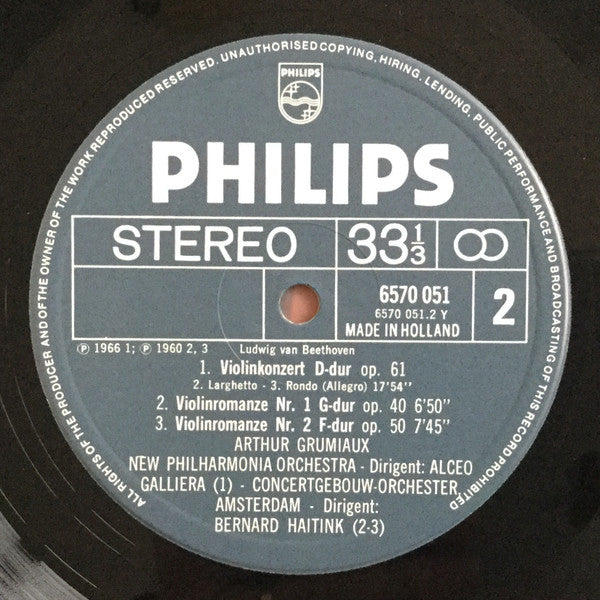 ALL RIGHTS OF THE PRODUCER AND OF THE OWNER OF THE WORK REPRODUCED RESERVED. UNAUTHORISED COPYING, HIRING, LENDING, PUBLIC PERFORMANCE AND BROADCASTING OF THIS RECORD PROHIBITED
PHILIPS
PHILIPS
STEREO 33⅓
6570 051
6570 051.2 Y
MADE IN HOLLAND
2
Ⓟ 1966 1; Ⓟ 1960 2, 3 Ludwig van Beethoven
1. Violinkonzert D-dur op. 61
2. Larghetto - 3. Rondo (Allegro) 17'54"
2. Violinromanze Nr. 1 G-dur op. 40 6'50"
3. Violinromanze Nr. 2 F-dur op. 50 7'45"
ARTHUR GRUMIAUX
NEW PHILHARMONIA ORCHESTRA - Dirigent: ALCEO
GALLIERA (1) - CONCERTGEBOUW-ORCHESTER
AMSTERDAM - Dirigent:
BERNARD HAITINK (2-3)